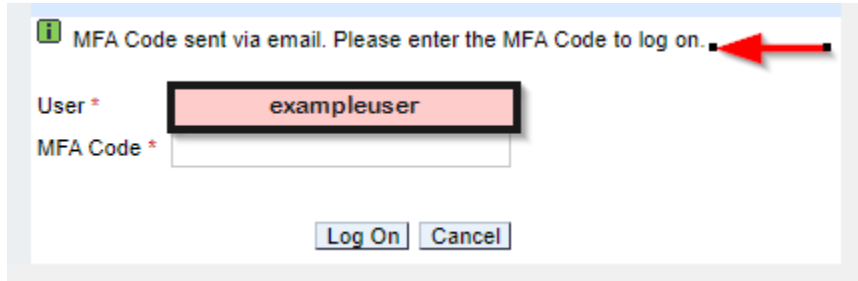 MFA Code sent via email. Please enter the MFA Code to log on.
User * exampleuser
MFA Code *
Log On Cancel